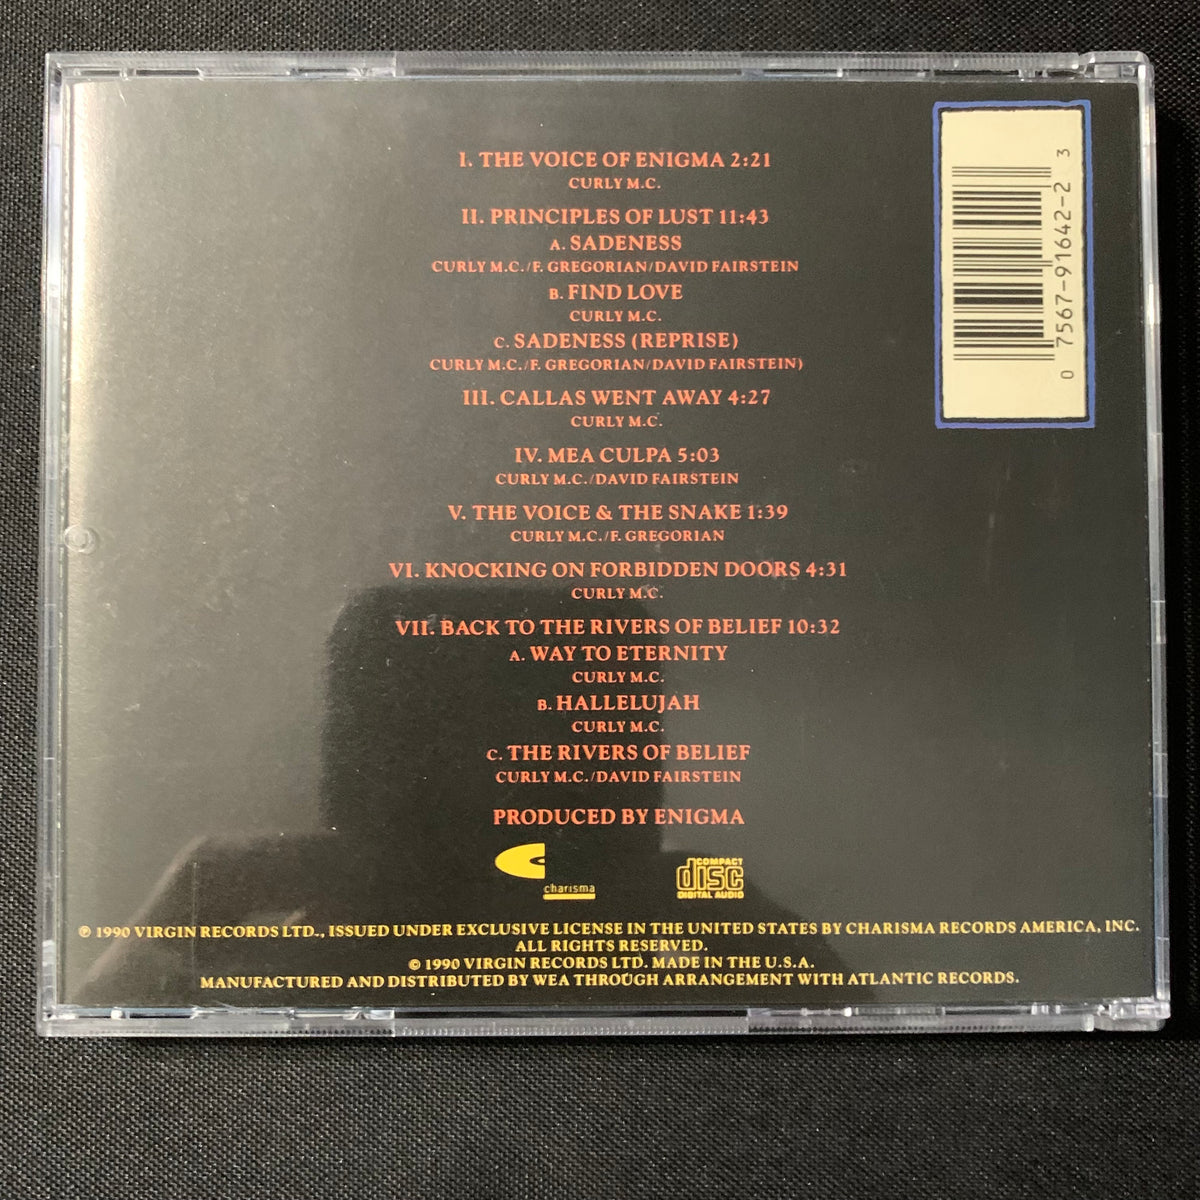 I. THE VOICE OF ENIGMA 2:21
CURLY M.C.
II. PRINCIPLES OF LUST 11:43
A. SADENESS
CURLY M.C./F. GREGORIAN/DAVID FAIRSTEIN
B. FIND LOVE
CURLY M.C.
C. SADENESS (REPRISE)
CURLY M.C./F. GREGORIAN/DAVID FAIRSTEIN)
III. CALLAS WENT AWAY 4:27
CURLY M.C.
IV. MEA CULPA 5:03
CURLY M.C./DAVID FAIRSTEIN
V. THE VOICE & THE SNAKE 1:39
CURLY M.C./F. GREGORIAN
VI. KNOCKING ON FORBIDDEN DOORS 4:31
CURLY M.C.
VII. BACK TO THE RIVERS OF BELIEF 10:32
A. WAY TO ETERNITY
CURLY M.C.
B. HALLELUJAH
CURLY M.C.
C. THE RIVERS OF BELIEF
CURLY M.C./DAVID FAIRSTEIN
PRODUCED BY ENIGMA
charisma
COMPACT
disc
DIGITAL AUDIO
℗ 1990 VIRGIN RECORDS LTD., ISSUED UNDER EXCLUSIVE LICENSE IN THE UNITED STATES BY CHARISMA RECORDS AMERICA, INC.
ALL RIGHTS RESERVED.
© 1990 VIRGIN RECORDS LTD. MADE IN THE U.S.A.
MANUFACTURED AND DISTRIBUTED BY WEA THROUGH ARRANGEMENT WITH ATLANTIC RECORDS.
0 7567-91642-2 3